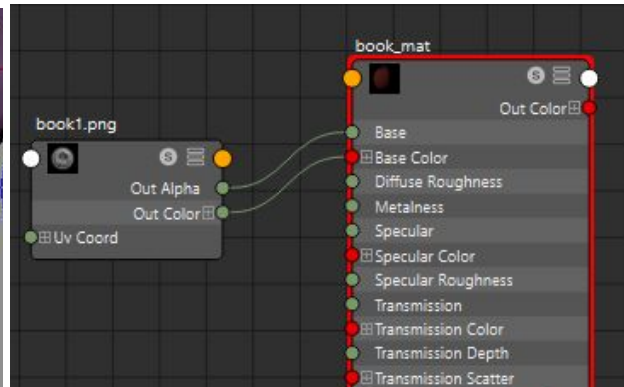 book1.png
Out Alpha
Out Color
Uv Coord
book_mat
S
Out Color
Base
Base Color
Diffuse Roughness
Metalness
Specular
Specular Color
Specular Roughness
Transmission
Transmission Color
Transmission Depth
Transmission Scatter